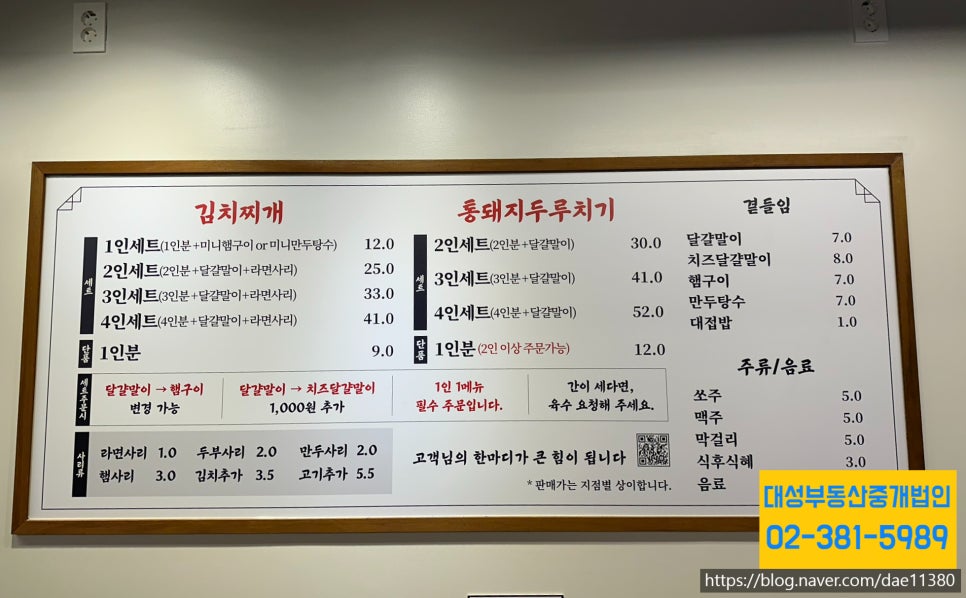 김치찌개
세트
1인세트(1인분+미니햄구이 or 미니만두탕수) 12.0
2인세트(2인분+달걀말이+라면사리) 25.0
3인세트(3인분+달걀말이+라면사리) 33.0
4인세트(4인분+달걀말이+라면사리) 41.0
단품
1인분 9.0
통돼지두루치기
세트
2인세트(2인분+달걀말이) 30.0
3인세트(3인분+달걀말이) 41.0
4인세트(4인분+달걀말이) 52.0
단품
1인분(2인 이상 주문가능) 12.0
세트주문시
달걀말이 → 햄구이
변경 가능
달걀말이 → 치즈달걀말이
1,000원 추가
1인 1메뉴
필수 주문입니다.
간이 세다면,
육수 요청해 주세요.
사리류
라면사리 1.0 두부사리 2.0 만두사리 2.0
햄사리 3.0 김치추가 3.5 고기추가 5.5
고객님의 한마디가 큰 힘이 됩니다
* 판매가는 지점별 상이합니다.
곁들임
달걀말이 7.0
치즈달걀말이 8.0
햄구이 7.0
만두탕수 7.0
대접밥 1.0
주류/음료
쏘주 5.0
맥주 5.0
막걸리 5.0
식후식혜 3.0
음료
대성부동산중개법인
02-381-5989
https://blog.naver.com/dae11380